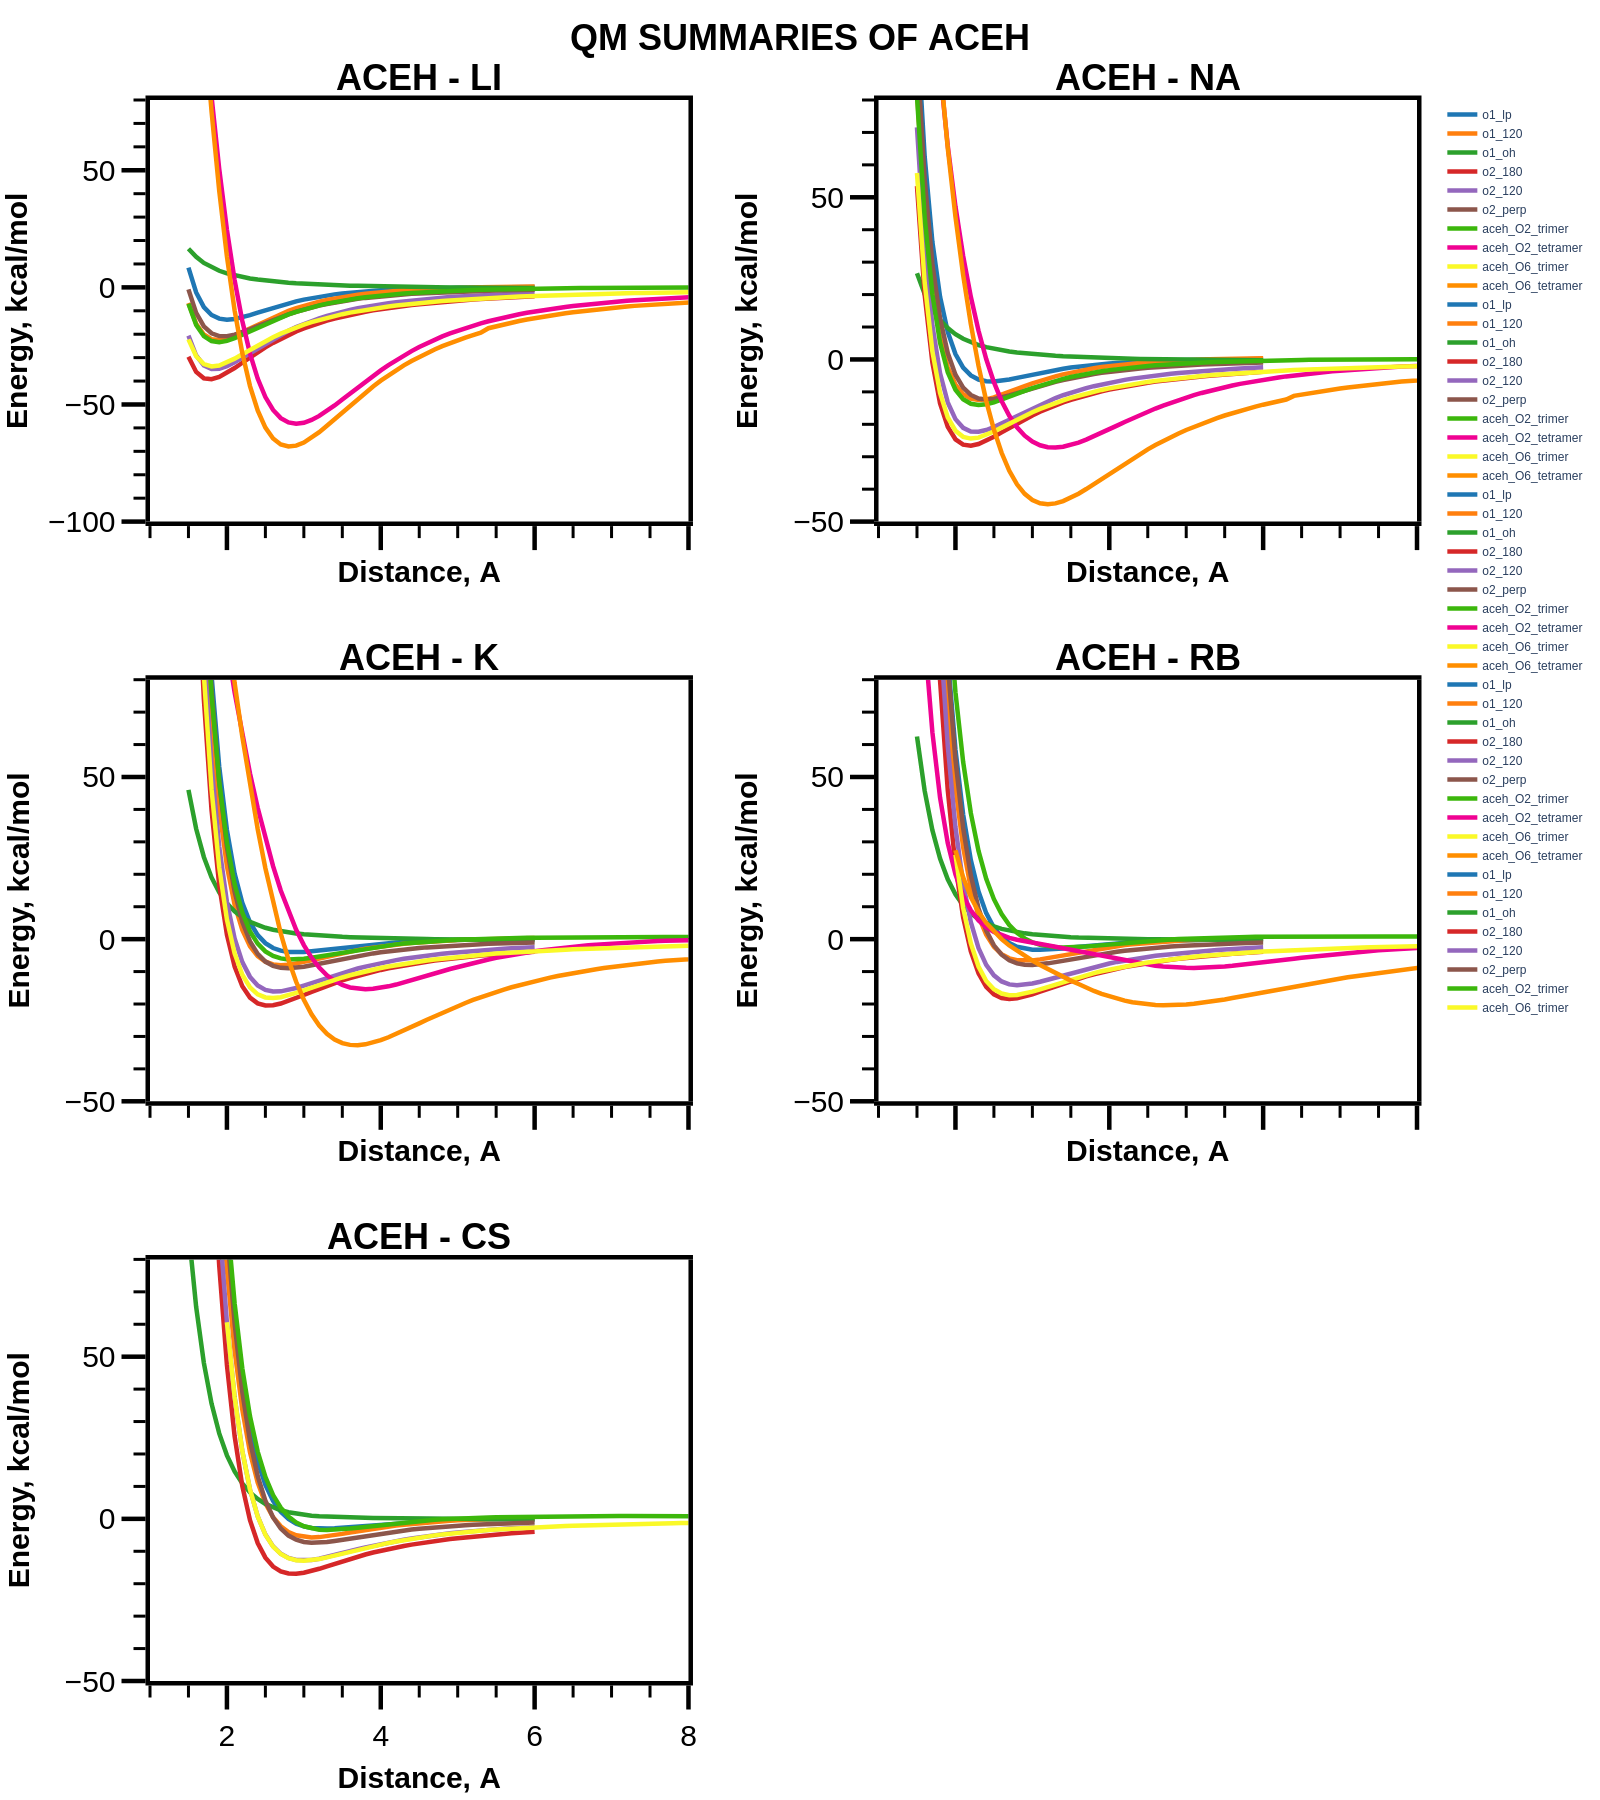 QM SUMMARIES OF ACEH
ACEH - LI
50
0
−50
−100
Energy, kcal/mol
Distance, A
ACEH - NA
50
0
−50
Energy, kcal/mol
Distance, A
ACEH - K
50
0
−50
Energy, kcal/mol
Distance, A
ACEH - RB
50
0
−50
Energy, kcal/mol
Distance, A
ACEH - CS
50
0
−50
2
4
6
8
Energy, kcal/mol
Distance, A
o1_lp
o1_120
o1_oh
o2_180
o2_120
o2_perp
aceh_O2_trimer
aceh_O2_tetramer
aceh_O6_trimer
aceh_O6_tetramer
o1_lp
o1_120
o1_oh
o2_180
o2_120
o2_perp
aceh_O2_trimer
aceh_O2_tetramer
aceh_O6_trimer
aceh_O6_tetramer
o1_lp
o1_120
o1_oh
o2_180
o2_120
o2_perp
aceh_O2_trimer
aceh_O2_tetramer
aceh_O6_trimer
aceh_O6_tetramer
o1_lp
o1_120
o1_oh
o2_180
o2_120
o2_perp
aceh_O2_trimer
aceh_O2_tetramer
aceh_O6_trimer
aceh_O6_tetramer
o1_lp
o1_120
o1_oh
o2_180
o2_120
o2_perp
aceh_O2_trimer
aceh_O6_trimer